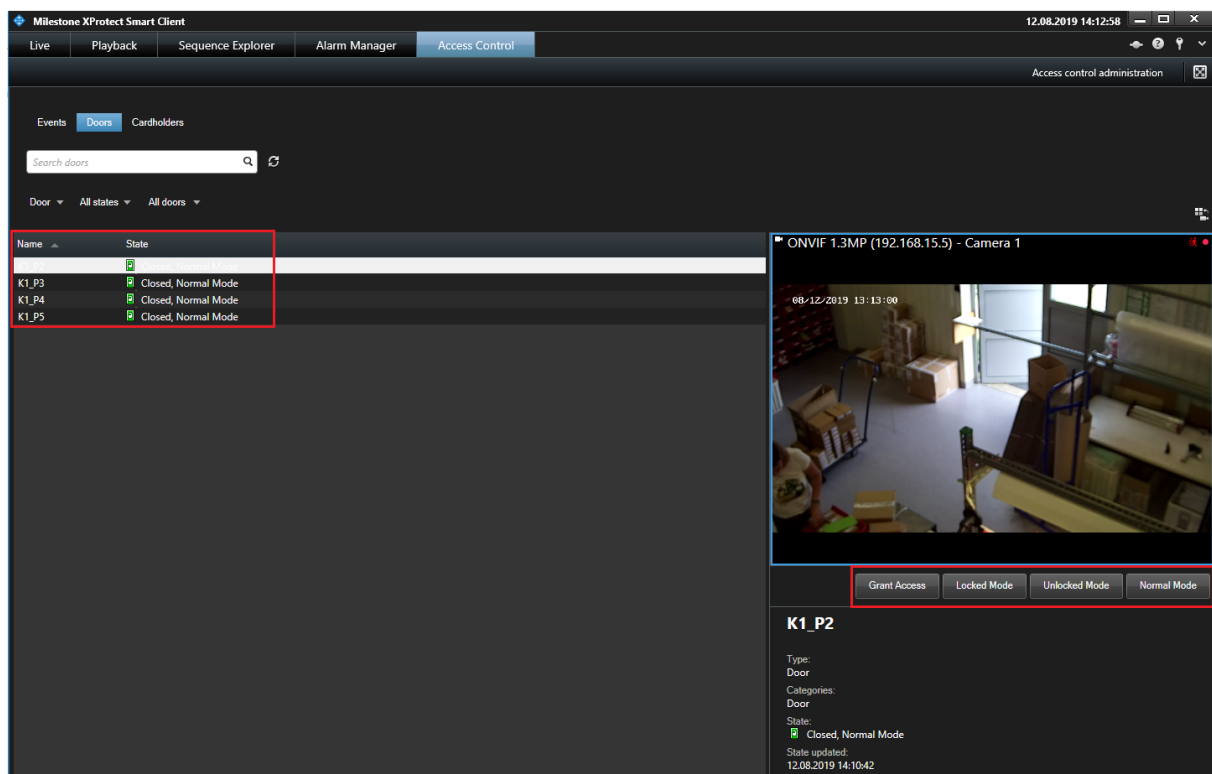 Milestone XProtect Smart Client 12.08.2019 14:12:58
Live Playback Sequence Explorer Alarm Manager Access Control
Access control administration
Events Doors Cardholders
Search doors
Door All states All doors
Name State
K1_P2 Closed, Normal Mode
K1_P3 Closed, Normal Mode
K1_P4 Closed, Normal Mode
K1_P5 Closed, Normal Mode
ONVIF 1.3MP (192.168.15.5) - Camera 1
08/12/2019 13:13:00
Grant Access Locked Mode Unlocked Mode Normal Mode
K1_P2
Type:
Door
Categories:
Door
State:
Closed, Normal Mode
State updated:
12.08.2019 14:10:42